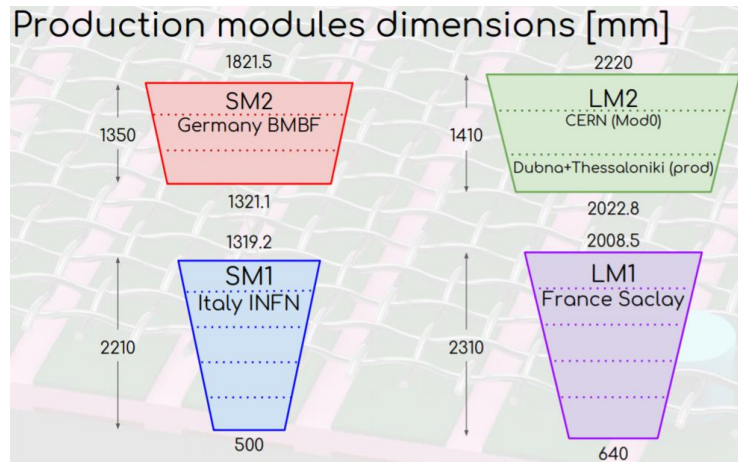 Production modules dimensions [mm]
1821.5
SM2
Germany BMBF
1350
1321.1
2220
LM2
CERN (Mod0)
1410
Dubna+Thessaloniki (prod)
2022.8
1319.2
SM1
Italy INFN
2210
500
2008.5
LM1
France Saclay
2310
640